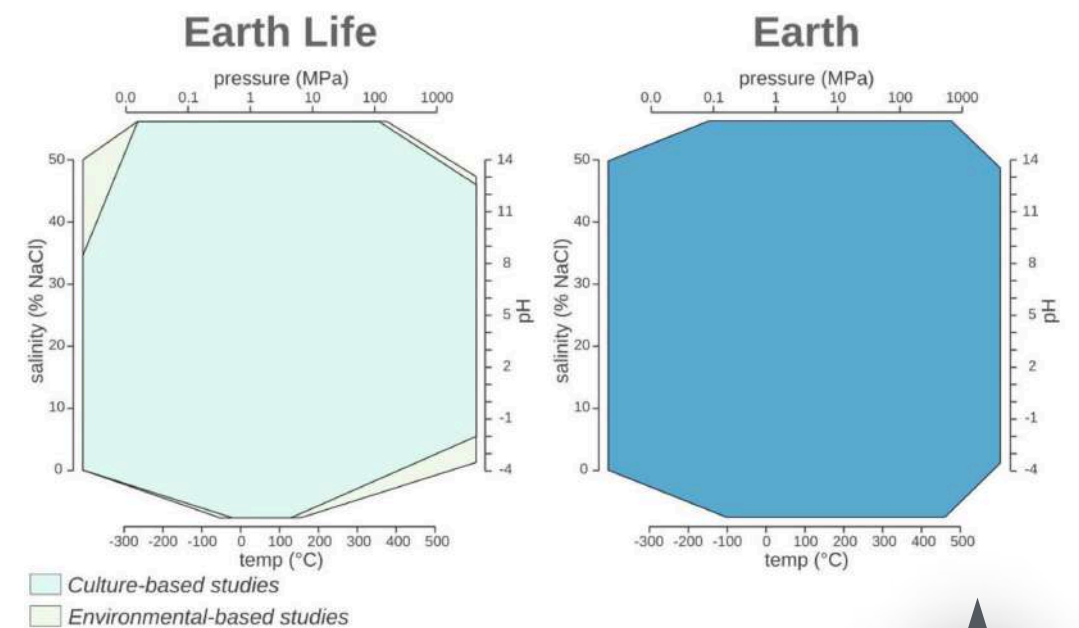 Earth Life
pressure (MPa)
0.0 0.1 1 10 100 1000
salinity (% NaCl)
50
40
30
20
10
0
14
11
8
5
2
-1
-4
pH
-300 -200 -100 0 100 200 300 400 500
temp (°C)
Culture-based studies
Environmental-based studies
Earth
pressure (MPa)
0.0 0.1 1 10 100 1000
salinity (% NaCl)
50
40
30
20
10
0
14
11
8
5
2
-1
-4
pH
-300 -200 -100 0 100 200 300 400 500
temp (°C)